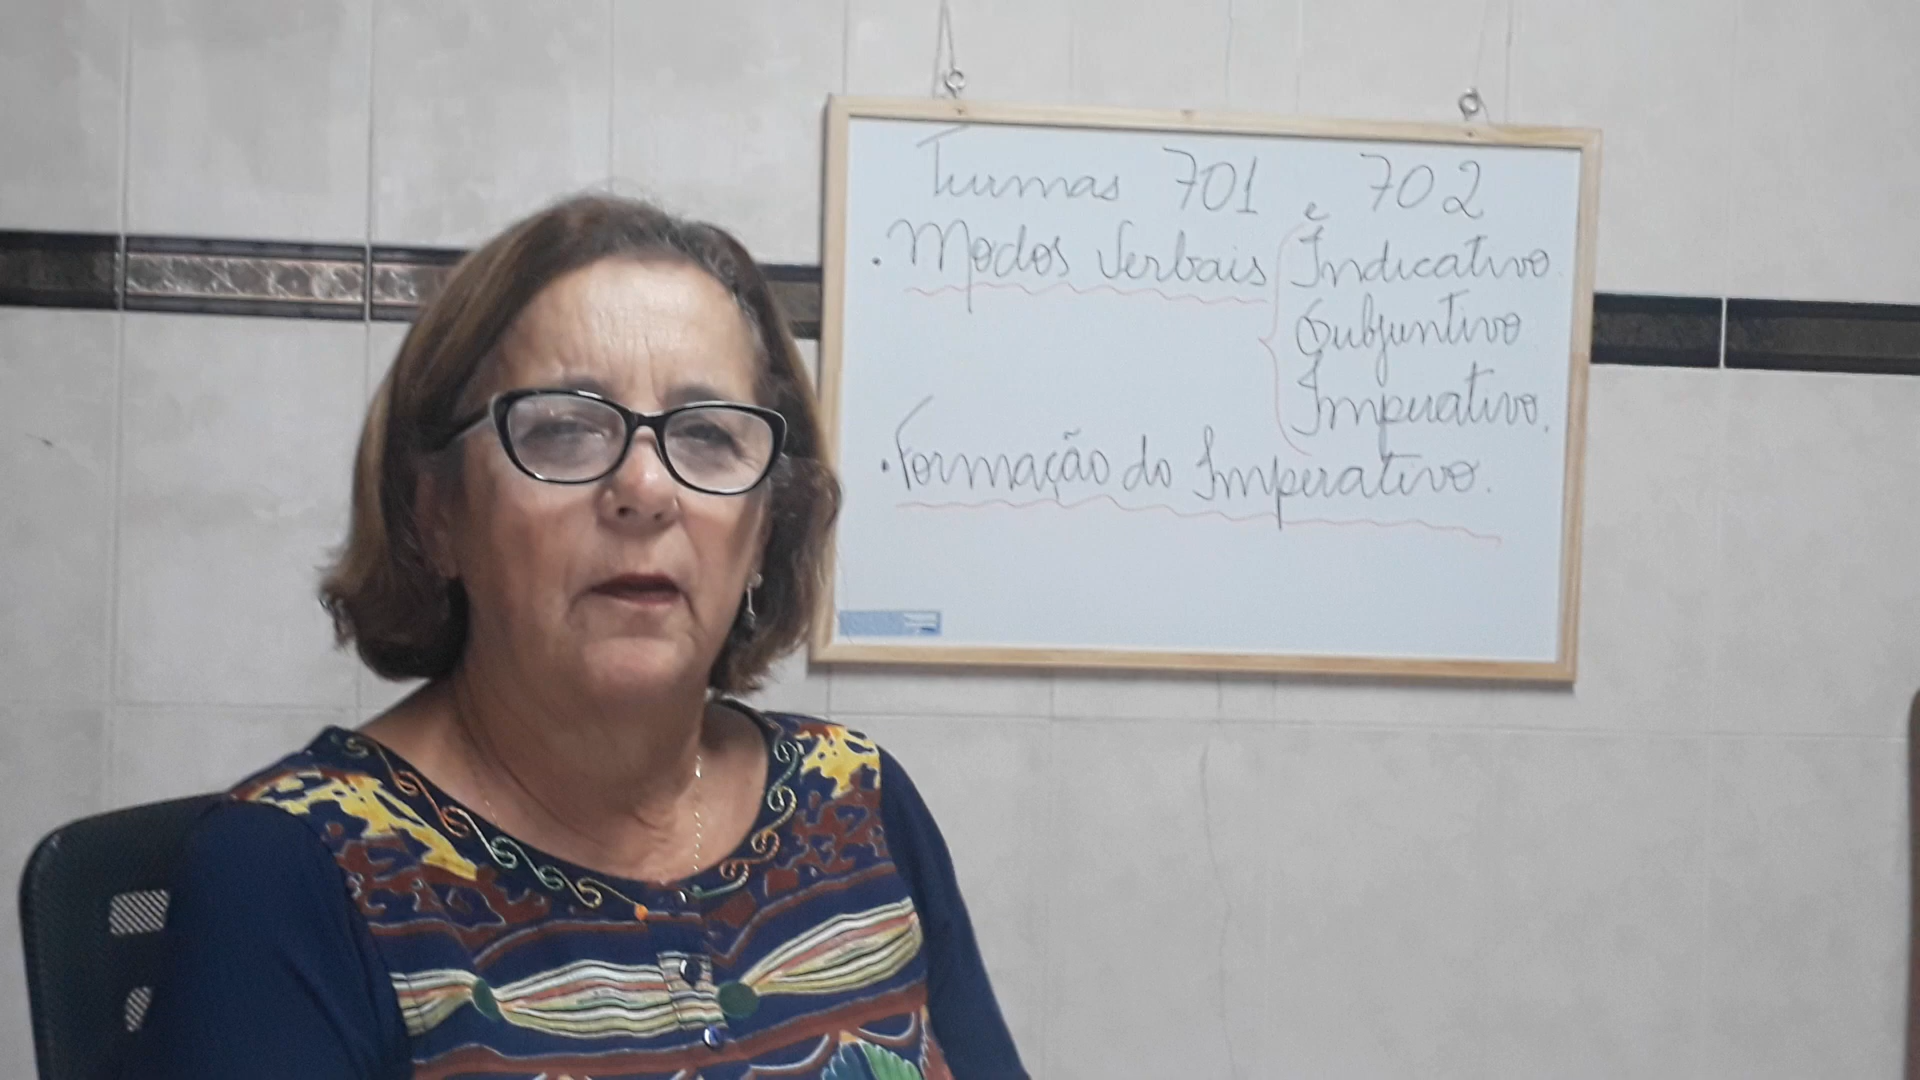 Turmas 701 e 702
. Modos Verbais { Indicativo.
Subjuntivo
Imperativo.
. Formação do Imperativo.